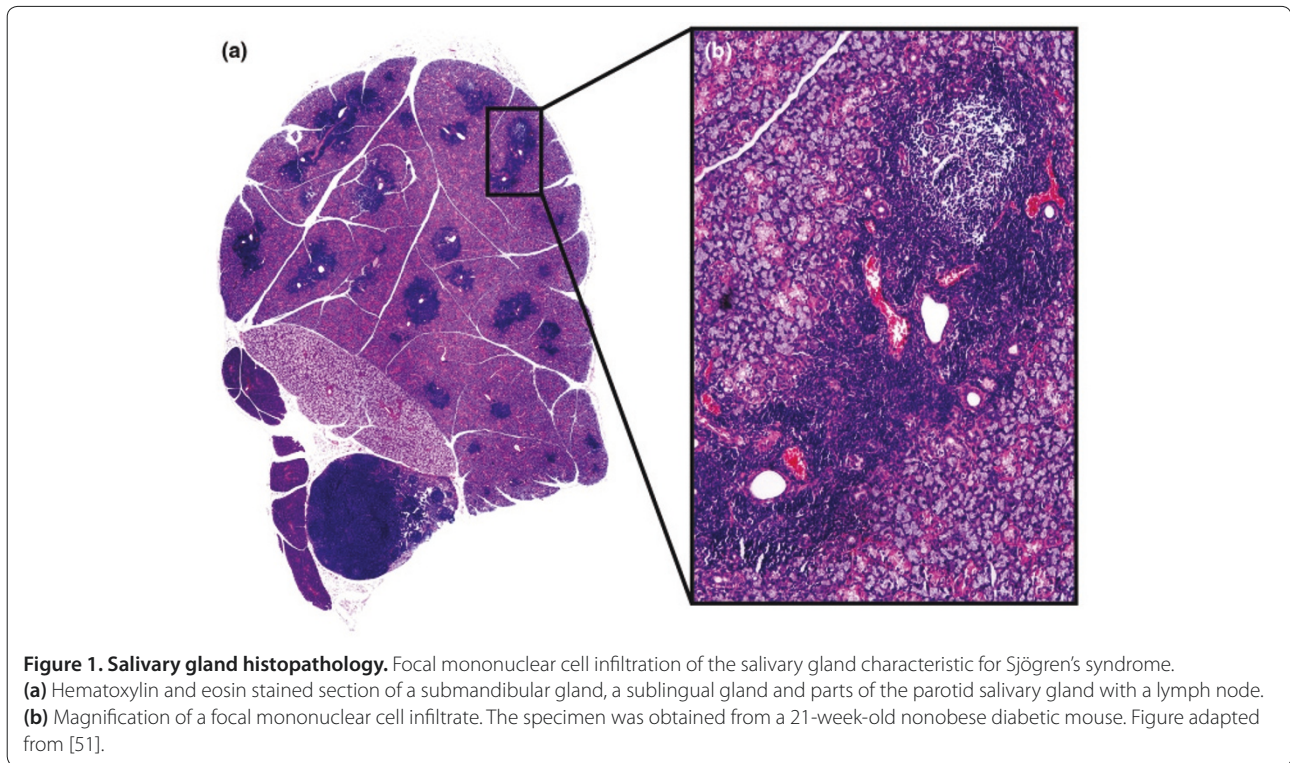 (a)
(b)
Figure 1. Salivary gland histopathology. Focal mononuclear cell infiltration of the salivary gland characteristic for Sjögren's syndrome.
(a) Hematoxylin and eosin stained section of a submandibular gland, a sublingual gland and parts of the parotid salivary gland with a lymph node.
(b) Magnification of a focal mononuclear cell infiltrate. The specimen was obtained from a 21-week-old nonobese diabetic mouse. Figure adapted
from [51].